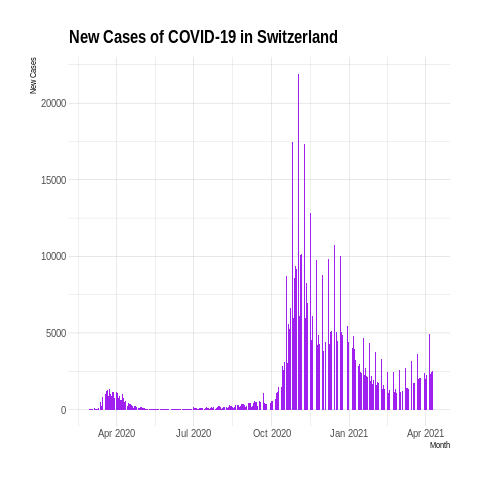 New Cases of COVID-19 in Switzerland
New Cases
20000
15000
10000
5000
0
Apr 2020 Jul 2020 Oct 2020 Jan 2021 Apr 2021
Month